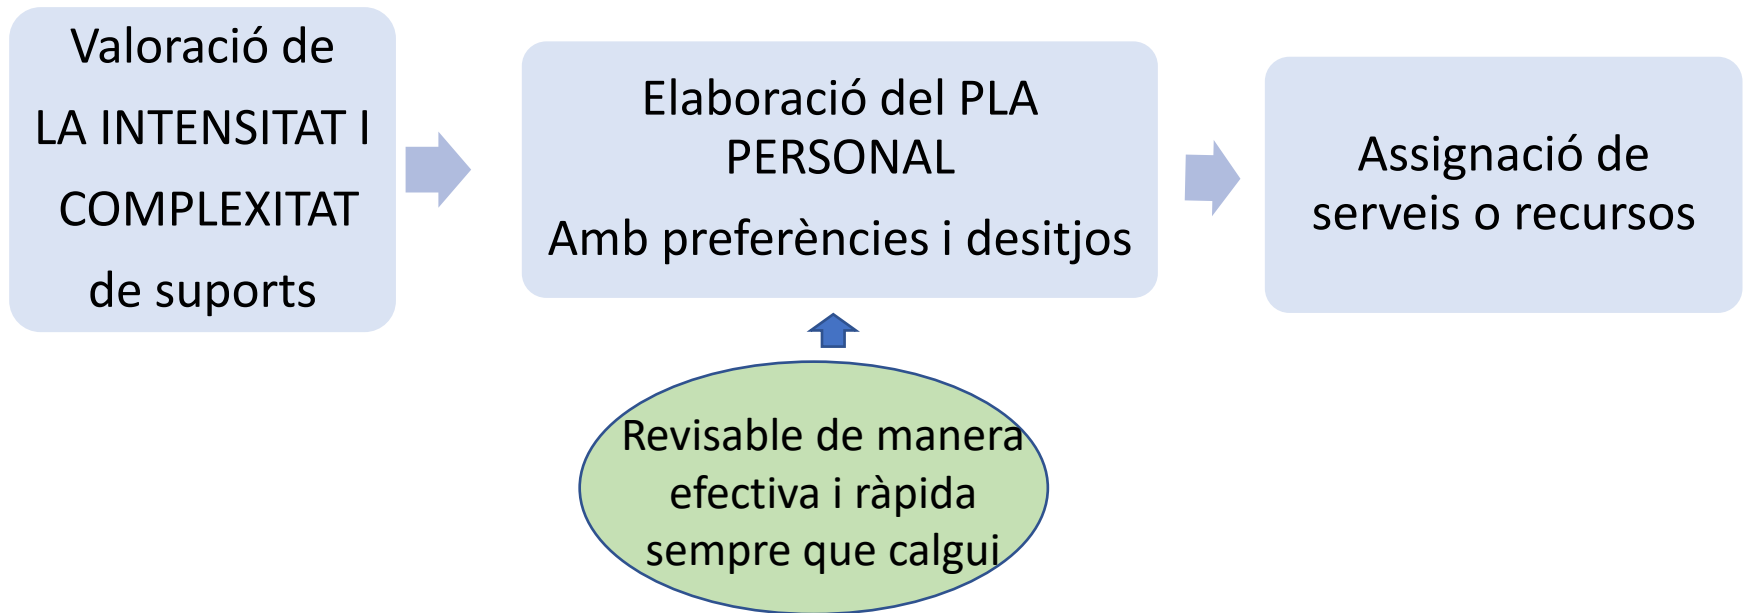 Valoració de
LA INTENSITAT I
COMPLEXITAT
de suports
Elaboració del PLA
PERSONAL
Amb preferències i desitjos
Assignació de
serveis o recursos
Revisable de manera
efectiva i ràpida
sempre que calgui